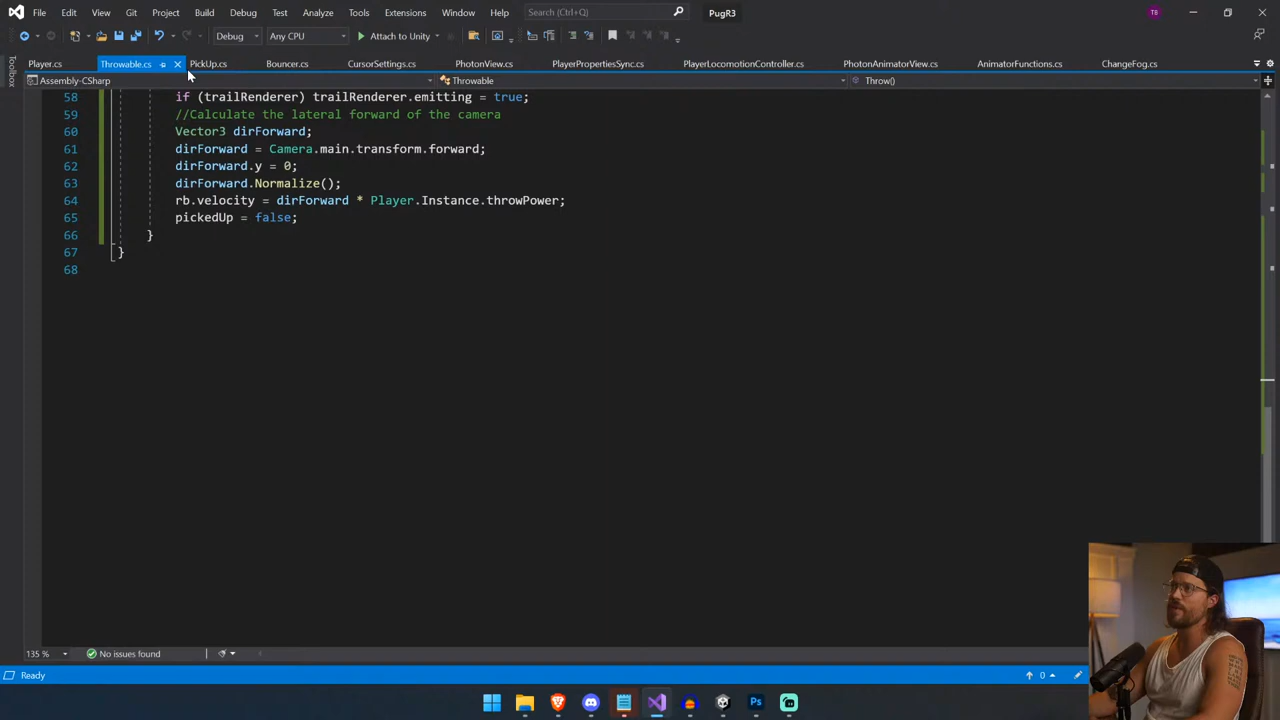 File Edit View Git Project Build Debug Test Analyze Tools Extensions Window Help Search (Ctrl+Q) PugR3 T8
Debug Any CPU Attach to Unity
Player.cs Throwable.cs PickUp.cs Bouncer.cs CursorSettings.cs PhotonView.cs PlayerPropertiesSync.cs PlayerLocomotionController.cs PhotonAnimatorView.cs AnimatorFunctions.cs ChangeFog.cs
Toolbox
Assembly-CSharp Throwable Throw()
58 if (trailRenderer) trailRenderer.emitting = true;
59 //Calculate the lateral forward of the camera
60 Vector3 dirForward;
61 dirForward = Camera.main.transform.forward;
62 dirForward.y = 0;
63 dirForward.Normalize();
64 rb.velocity = dirForward * Player.Instance.throwPower;
65 pickedUp = false;
66 }
67 }
68
135 % No issues found
Ready 0
Ps